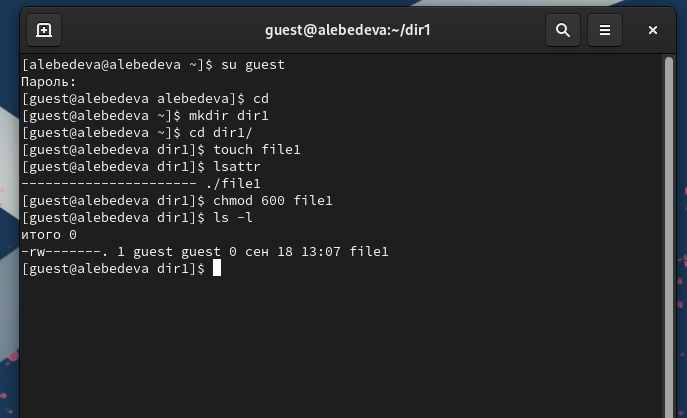 guest@alebedeva:~/dir1
[alebedeva@alebedeva ~]$ su guest
Пароль:
[guest@alebedeva alebedeva]$ cd
[guest@alebedeva ~]$ mkdir dir1
[guest@alebedeva ~]$ cd dir1/
[guest@alebedeva dir1]$ touch file1
[guest@alebedeva dir1]$ lsattr
---------------------- ./file1
[guest@alebedeva dir1]$ chmod 600 file1
[guest@alebedeva dir1]$ ls -l
итого 0
-rw-------. 1 guest guest 0 сен 18 13:07 file1
[guest@alebedeva dir1]$